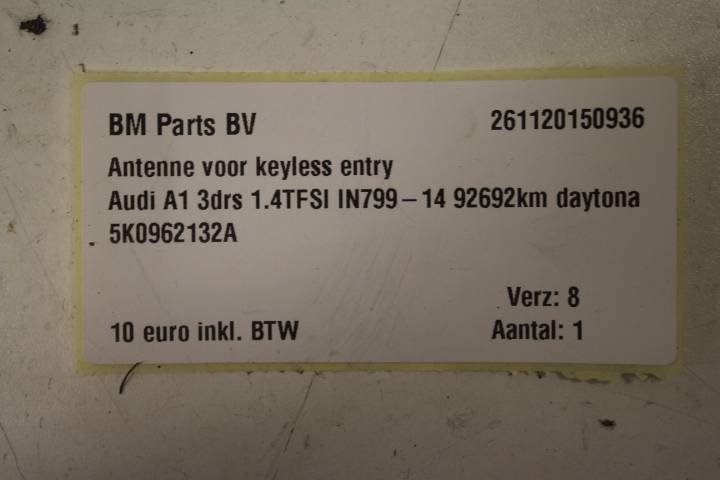 BM Parts BV 261120150936
Antenne voor keyless entry
Audi A1 3drs 1.4TFSI IN799-14 92692km daytona
5K0962132A
Verz: 8
10 euro inkl. BTW Aantal: 1